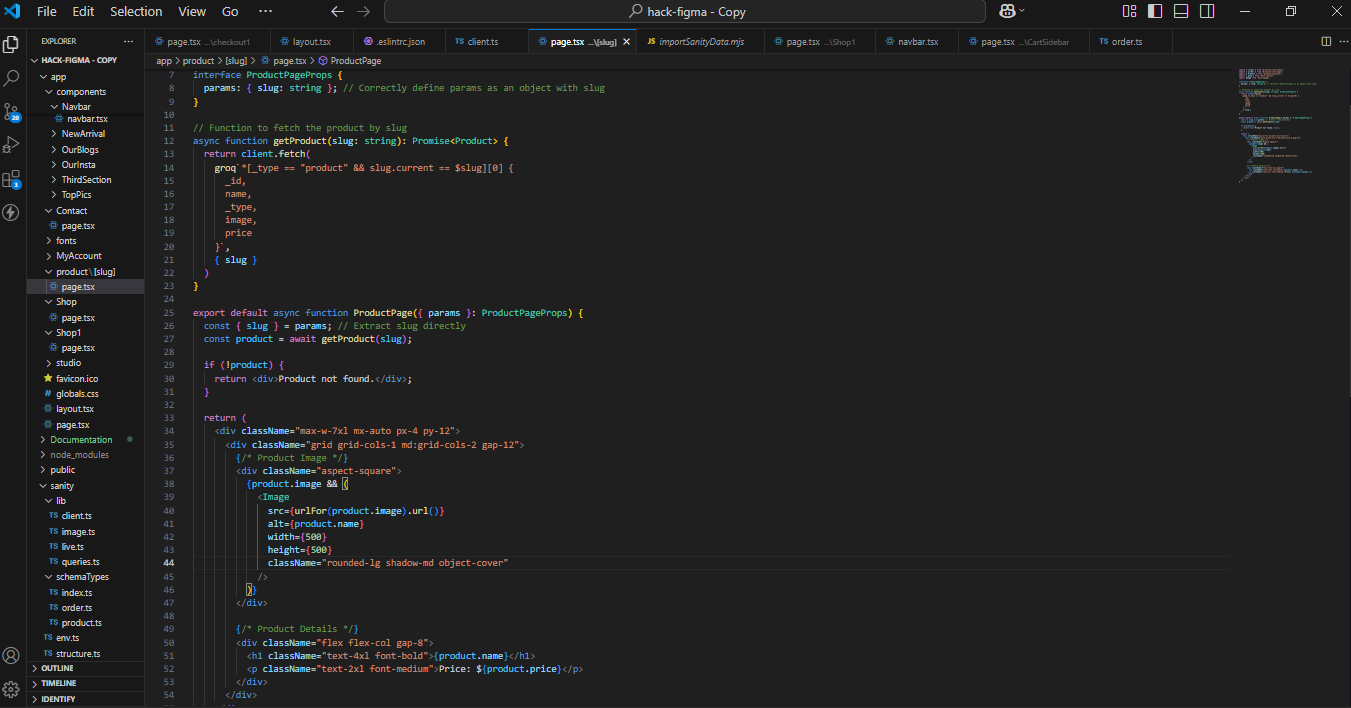 File Edit Selection View Go ···
hack-figma - Copy
EXPLORER
HACK-FIGMA - COPY
app
components
Navbar
navbar.tsx
NewArrival
OurBlogs
OurInsta
ThirdSection
TopPics
Contact
page.tsx
fonts
MyAccount
product\[slug]
page.tsx
Shop
page.tsx
Shop1
page.tsx
studio
favicon.ico
globals.css
layout.tsx
page.tsx
Documentation
node_modules
public
sanity
lib
TS client.ts
TS image.ts
TS live.ts
TS queries.ts
schemaTypes
TS index.ts
TS order.ts
TS product.ts
TS env.ts
TS structure.ts
OUTLINE
TIMELINE
IDENTIFY
28
3
page.tsx ...\checkout1
layout.tsx
.eslintrc.json
TS client.ts
page.tsx ...\[slug]
JS importSanityData.mjs
page.tsx ...\Shop1
navbar.tsx
page.tsx ...\CartSidebar
TS order.ts
app > product > [slug] > page.tsx > ProductPage
7 interface ProductPageProps {
8 params: { slug: string }; // Correctly define params as an object with slug
9 }
10
11 // Function to fetch the product by slug
12 async function getProduct(slug: string): Promise<Product> {
13 return client.fetch(
14 groq`*[_type == "product" && slug.current == $slug][0] {
15 _id,
16 name,
17 _type,
18 image,
19 price
20 }`,
21 { slug }
22 )
23 }
24
25 export default async function ProductPage({ params }: ProductPageProps) {
26 const { slug } = params; // Extract slug directly
27 const product = await getProduct(slug);
28
29 if (!product) {
30 return <div>Product not found.</div>;
31 }
32
33 return (
34 <div className="max-w-7xl mx-auto px-4 py-12">
35 <div className="grid grid-cols-1 md:grid-cols-2 gap-12">
36 {/* Product Image */}
37 <div className="aspect-square">
38 {product.image && (
39 <Image
40 src={urlFor(product.image).url()}
41 alt={product.name}
42 width={500}
43 height={500}
44 className="rounded-lg shadow-md object-cover"
45 />
46 )}
47 </div>
48
49 {/* Product Details */}
50 <div className="flex flex-col gap-8">
51 <h1 className="text-4xl font-bold">{product.name}</h1>
52 <p className="text-2xl font-medium">Price: ${product.price}</p>
53 </div>
54 </div>